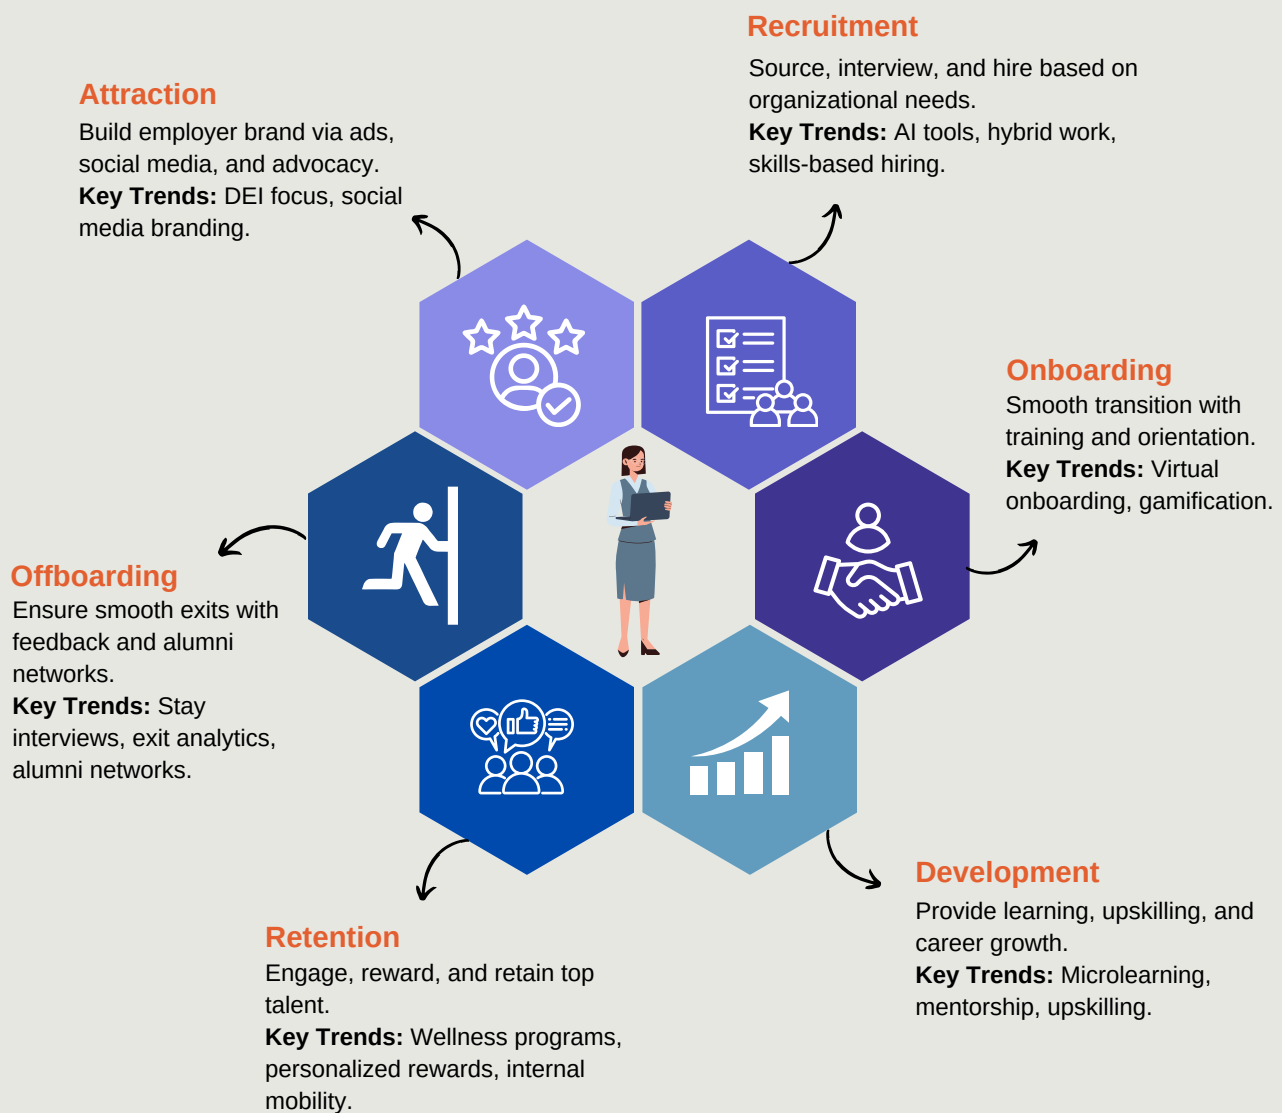 Attraction
Build employer brand via ads,
social media, and advocacy.
Key Trends: DEI focus, social
media branding.
Recruitment
Source, interview, and hire based on
organizational needs.
Key Trends: AI tools, hybrid work,
skills-based hiring.
Onboarding
Smooth transition with
training and orientation.
Key Trends: Virtual
onboarding, gamification.
Development
Provide learning, upskilling, and
career growth.
Key Trends: Microlearning,
mentorship, upskilling.
Retention
Engage, reward, and retain top
talent.
Key Trends: Wellness programs,
personalized rewards, internal
mobility.
Offboarding
Ensure smooth exits with
feedback and alumni
networks.
Key Trends: Stay
interviews, exit analytics,
alumni networks.